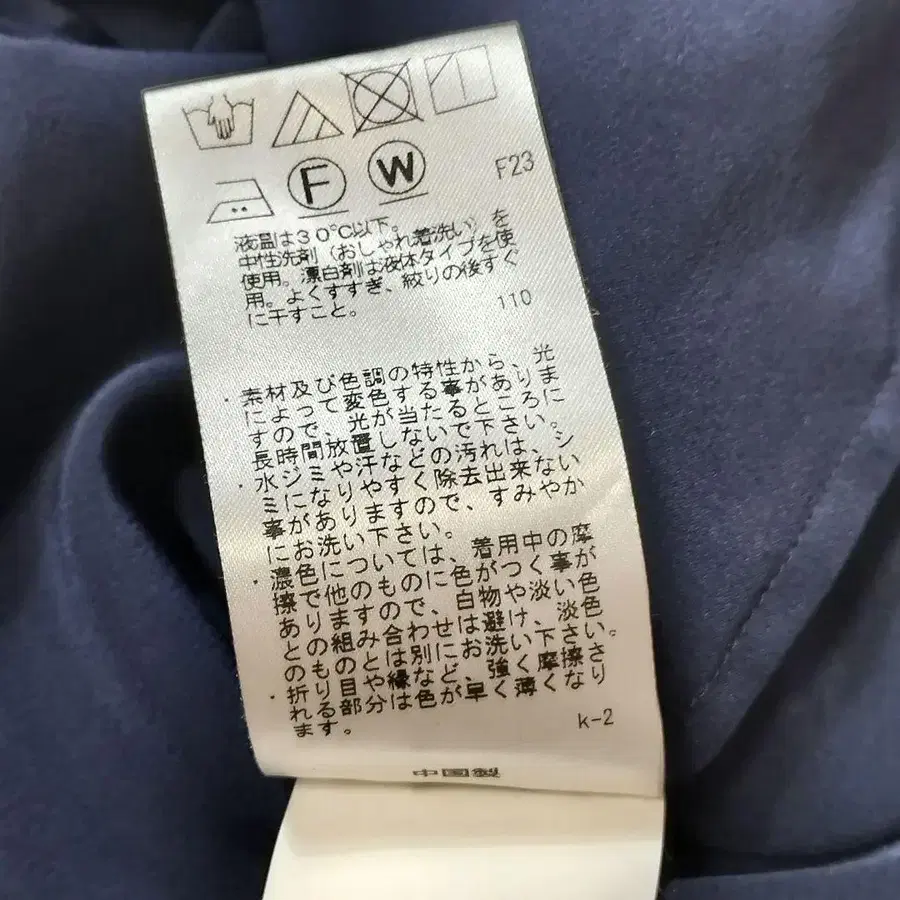 F W F23
液温は30℃以下。
中性洗剤(おしゃれ着洗い)を
使用。漂白剤は液体タイプを使
用。よくすすぎ、絞りの後すぐ
に干すこと。
110
・素材及び色調の特性から、光
によって変色する事がありま
すので、光が当たるところに
長時間放置しないで下さい。
・水ジミや汗などの汚れは、シ
ミになりやすく除去出来ない
事がありますので、すみやか
にお洗い下さい。
・濃色については、着用中の摩
擦で他のものに色がつく事が
ありますので、白物や淡い色
との組み合わせは避け、淡色
のものとは別にお洗い下さい。
・折り目や縁など、強く摩擦さ
れる部分は色が早く薄くなり
ます。
K-2
中国製